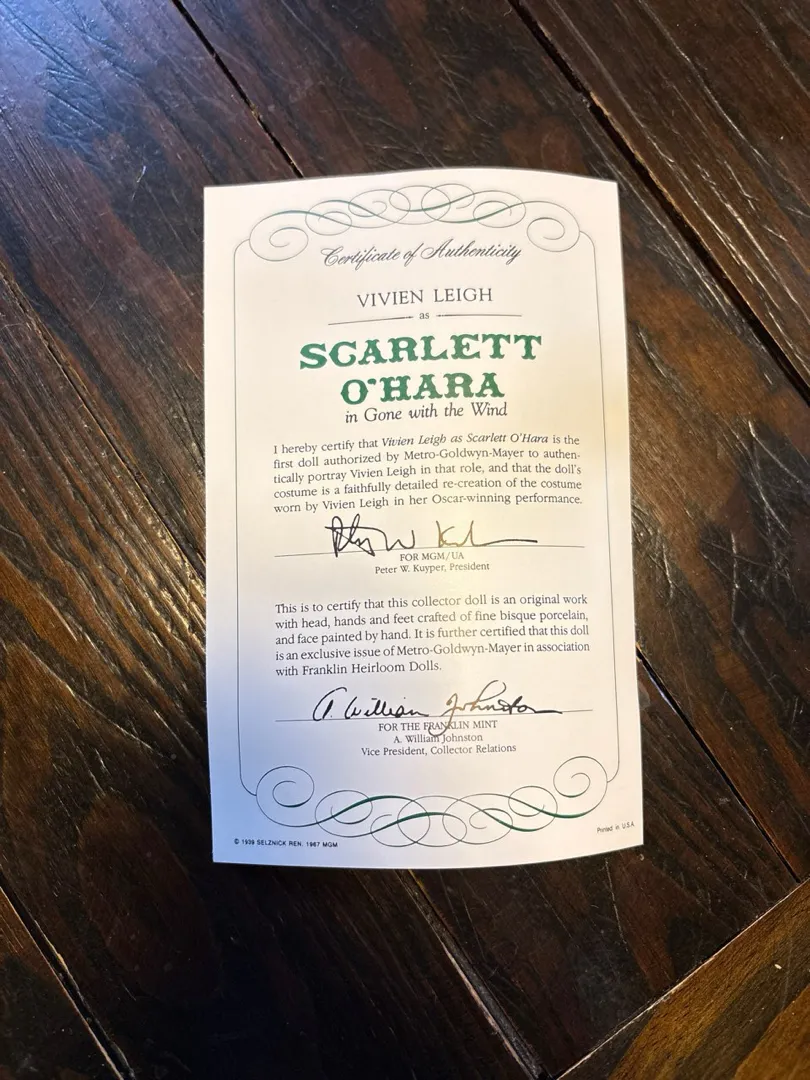 Certificate of Authenticity
VIVIEN LEIGH
as
SCARLETT
O'HARA
in Gone with the Wind
I hereby certify that Vivien Leigh as Scarlett O'Hara is the
first doll authorized by Metro-Goldwyn-Mayer to authen-
tically portray Vivien Leigh in that role, and that the doll's
costume is a faithfully detailed re-creation of the costume
worn by Vivien Leigh in her Oscar-winning performance.
FOR MGM/UA
Peter W. Kuyper, President
This is to certify that this collector doll is an original work
with head, hands and feet crafted of fine bisque porcelain,
and face painted by hand. It is further certified that this doll
is an exclusive issue of Metro-Goldwyn-Mayer in association
with Franklin Heirloom Dolls.
A. William Johnston
FOR THE FRANKLIN MINT
A. William Johnston
Vice President, Collector Relations
© 1939 SELZNICK REN. 1967 MGM
Printed in U.S.A.